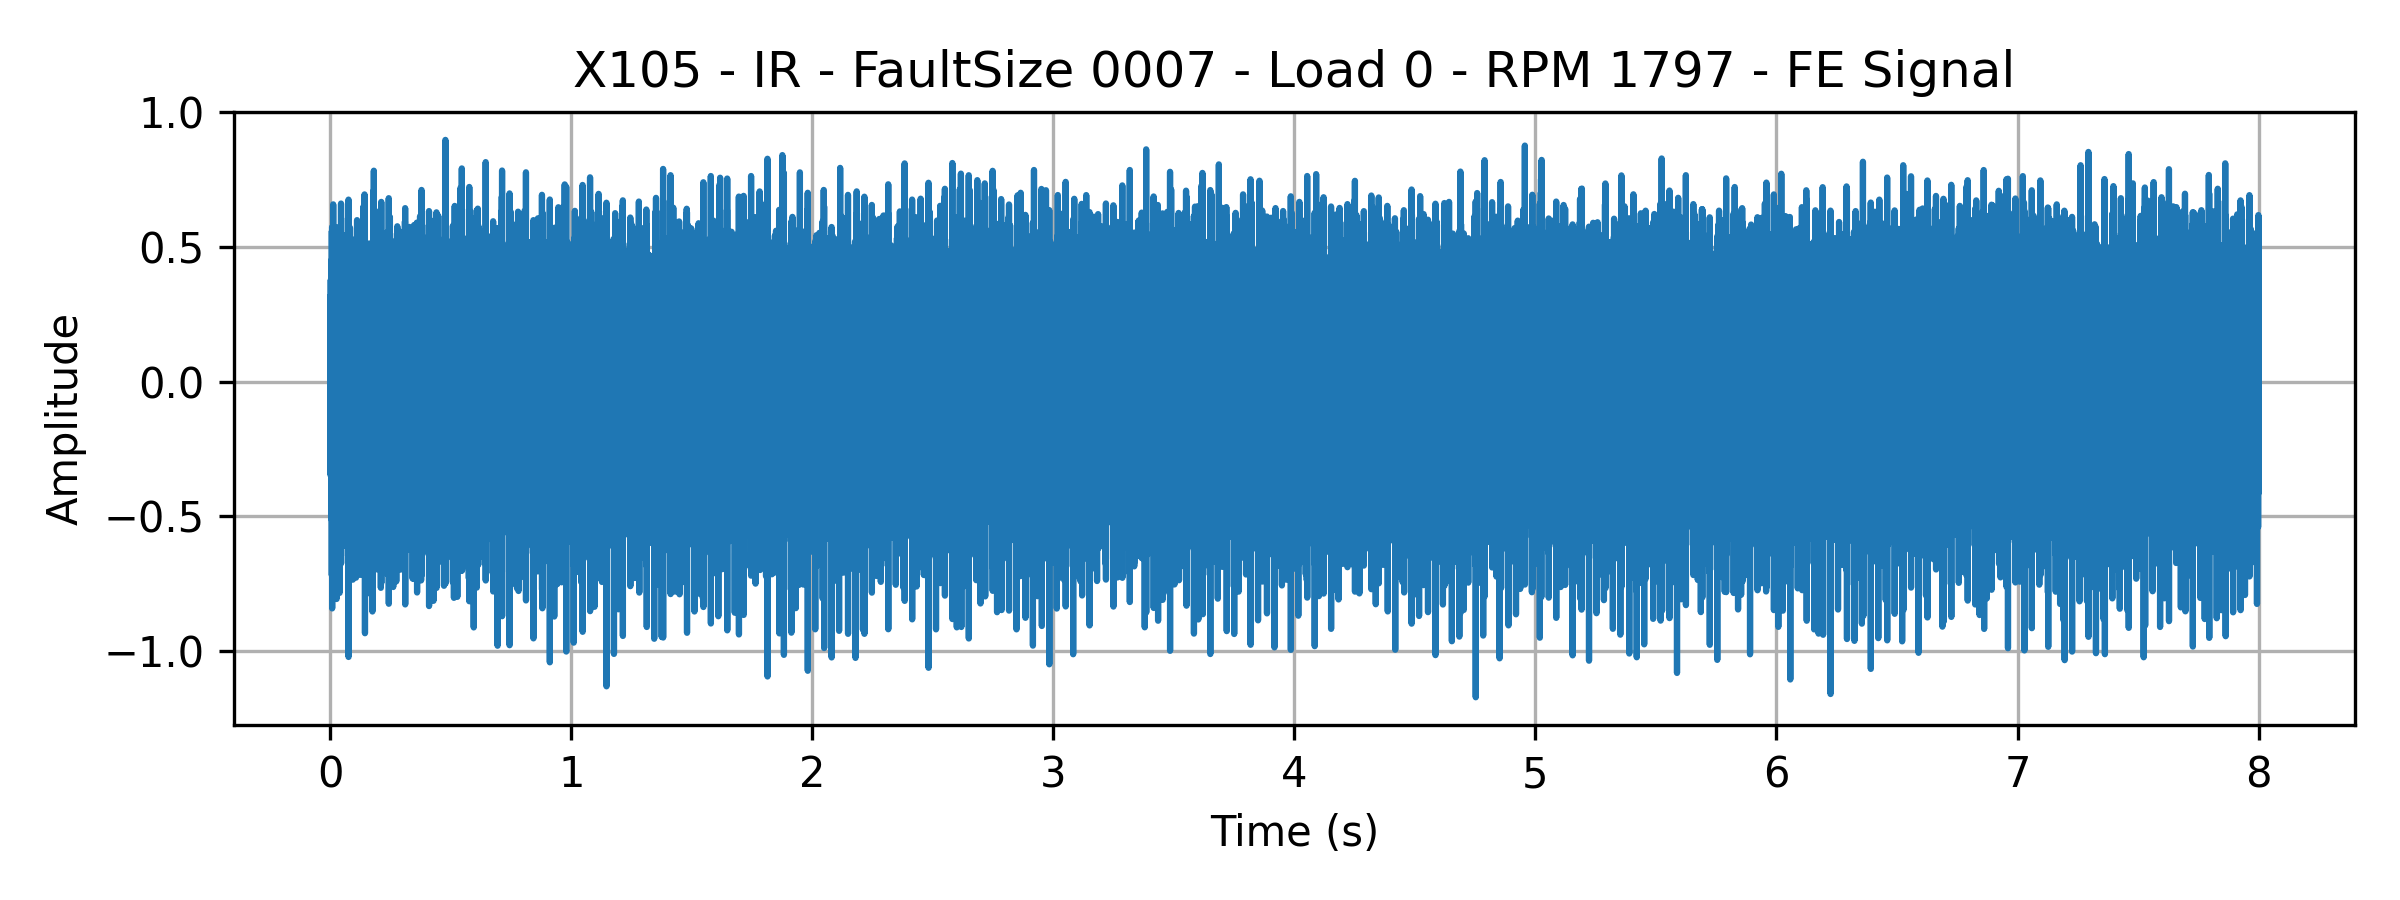 X105 - IR - FaultSize 0007 - Load 0 - RPM 1797 - FE Signal
1.0
0.5
0.0
−0.5
−1.0
Amplitude
0 1 2 3 4 5 6 7 8
Time (s)